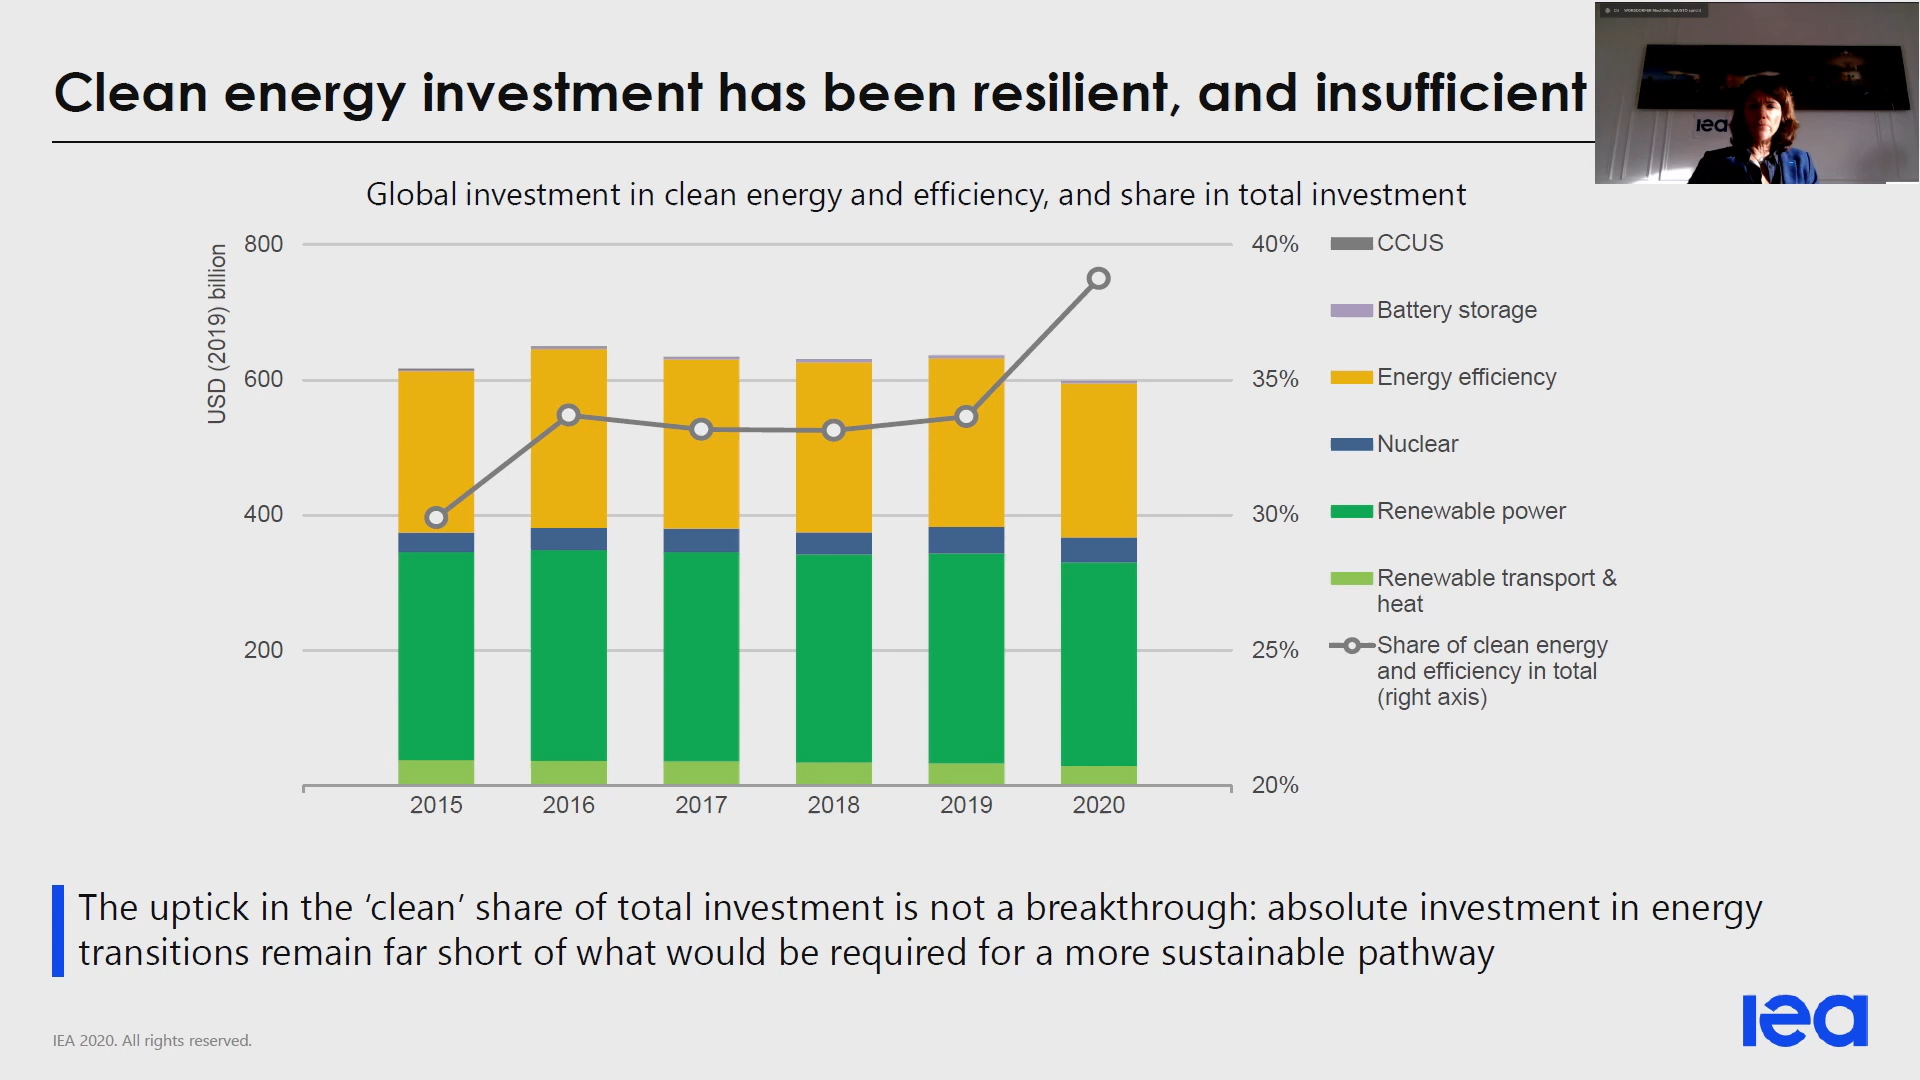 Clean energy investment has been resilient, and insufficient
iea
Global investment in clean energy and efficiency, and share in total investment
USD (2019) billion
800
600
400
200
40%
35%
30%
25%
20%
2015
2016
2017
2018
2019
2020
CCUS
Battery storage
Energy efficiency
Nuclear
Renewable power
Renewable transport &
heat
Share of clean energy
and efficiency in total
(right axis)
The uptick in the ‘clean’ share of total investment is not a breakthrough: absolute investment in energy
transitions remain far short of what would be required for a more sustainable pathway
IEA 2020. All rights reserved.
iea